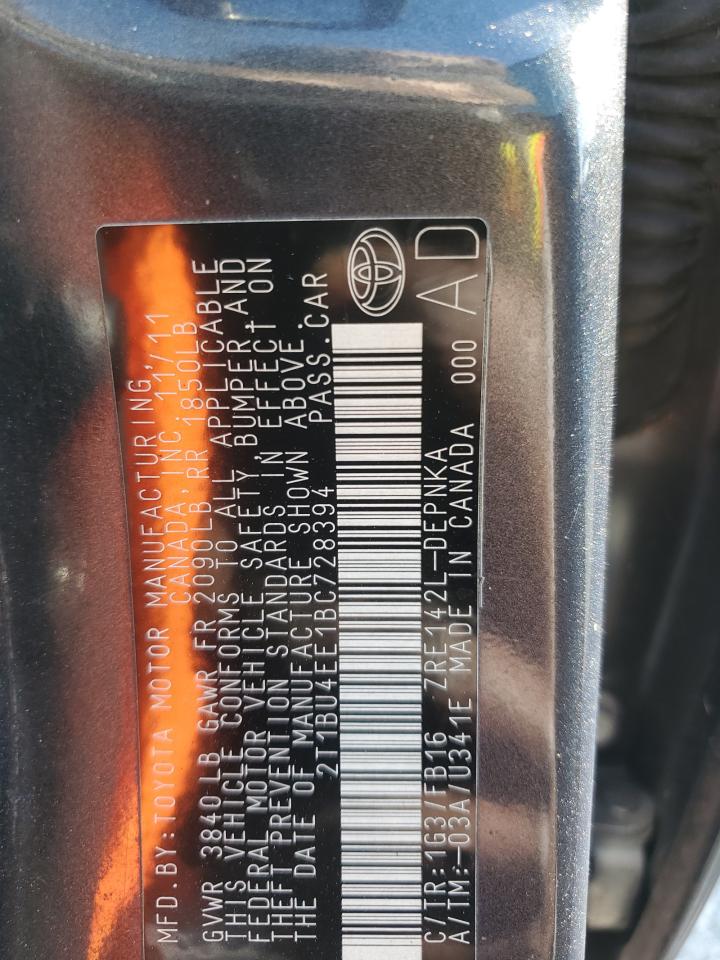 MFD.BY:TOYOTA MOTOR MANUFACTURING,
CANADA, INC. 11/11
GVWR 3840LB GAWR FR 2090LB RR 1850LB
THIS VEHICLE CONFORMS TO ALL APPLICABLE
FEDERAL MOTOR VEHICLE SAFETY, BUMPER, AND
THEFT PREVENTION STANDARDS IN EFFECT ON
THE DATE OF MANUFACTURE SHOWN ABOVE.
2T1BU4EE1BC728394 PASS.CAR
C/TR:1G3/FB16 ZRE142L-DEPNKA
A/TM:-03A/U341E MADE IN CANADA 000 AD